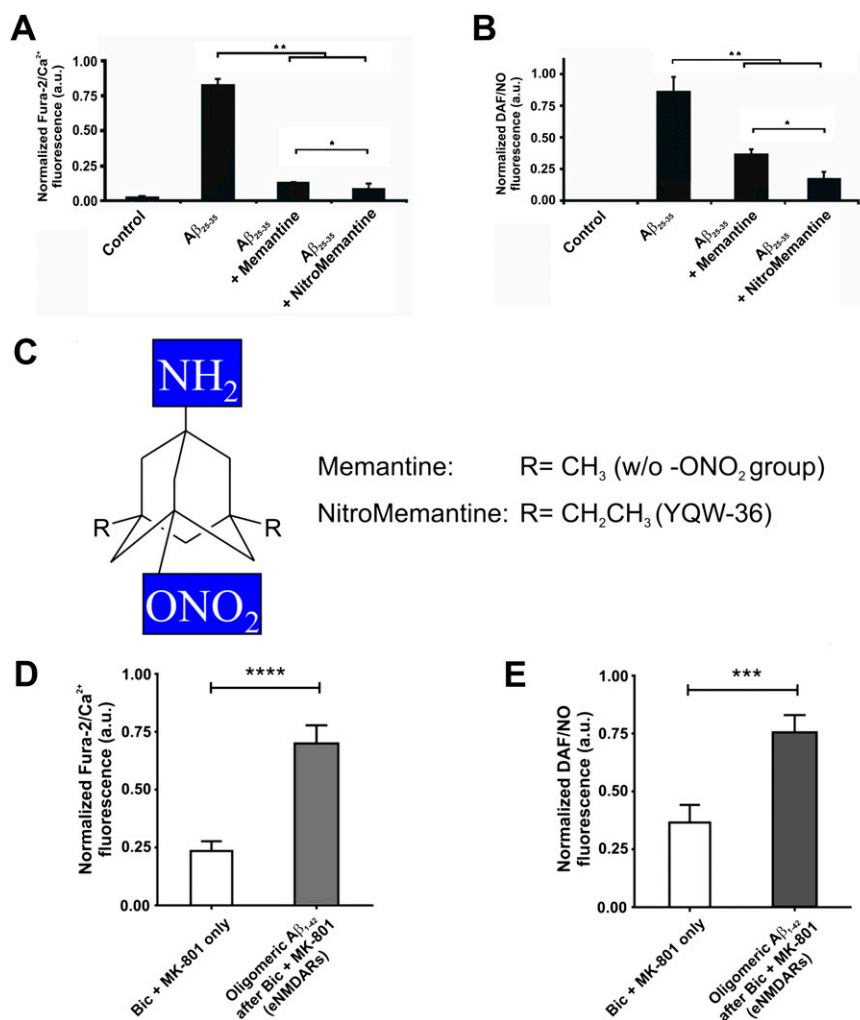 A
Normalized Fura-2/Ca²⁺
fluorescence (a.u.)
1.00
0.75
0.50
0.25
0.00
**
*
Control
Aβ₂₅₋₃₅
Aβ₂₅₋₃₅
+ Memantine
Aβ₂₅₋₃₅
+ NitroMemantine
B
Normalized DAF/NO
fluorescence (a.u.)
1.00
0.75
0.50
0.25
0.00
**
*
Control
Aβ₂₅₋₃₅
Aβ₂₅₋₃₅
+ Memantine
Aβ₂₅₋₃₅
+ NitroMemantine
C
NH₂
R
R
ONO₂
Memantine: R= CH₃ (w/o -ONO₂ group)
NitroMemantine: R= CH₂CH₃ (YQW-36)
D
Normalized Fura-2/Ca²⁺
fluorescence (a.u.)
1.00
0.75
0.50
0.25
0.00
****
Bic + MK-801 only
Oligomeric Aβ₁₋₄₂
after Bic + MK-801
(eNMDARs)
E
Normalized DAF/NO
fluorescence (a.u.)
1.00
0.75
0.50
0.25
0.00
***
Bic + MK-801 only
Oligomeric Aβ₁₋₄₂
after Bic + MK-801
(eNMDARs)